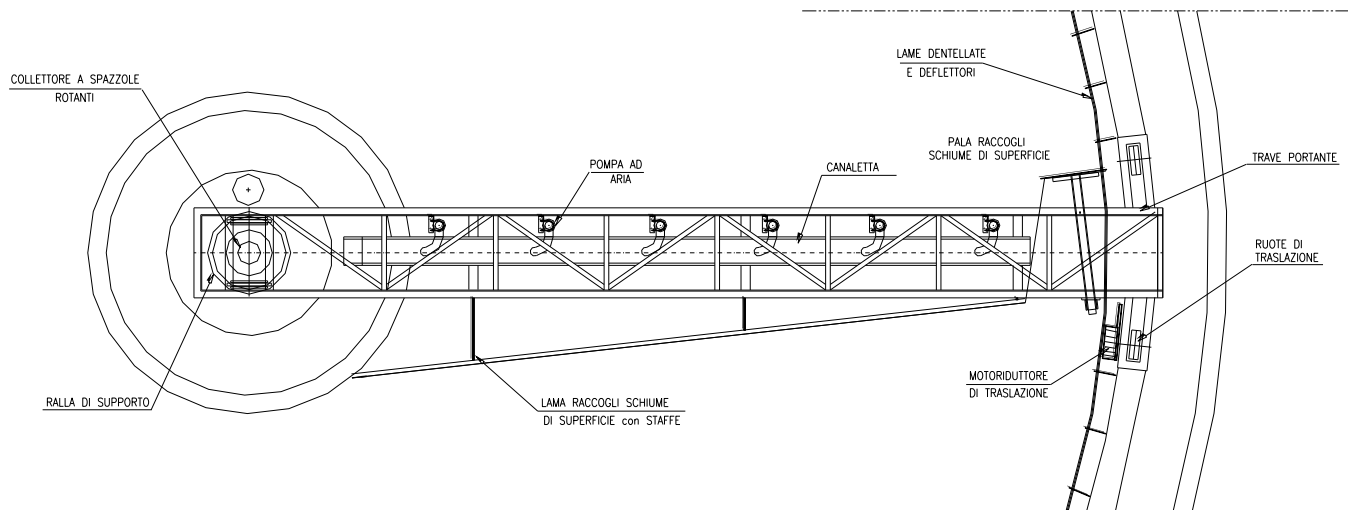 COLLETTORE A SPAZZOLE
ROTANTI
LAME DENTELLATE
E DEFLETTORI
PALA RACCOGLI
SCHIUME DI SUPERFICIE
POMPA AD
ARIA
CANALETTA
TRAVE PORTANTE
RUOTE DI
TRASLAZIONE
MOTORIDUTTORE
DI TRASLAZIONE
RALLA DI SUPPORTO
LAMA RACCOGLI SCHIUME
DI SUPERFICIE con STAFFE